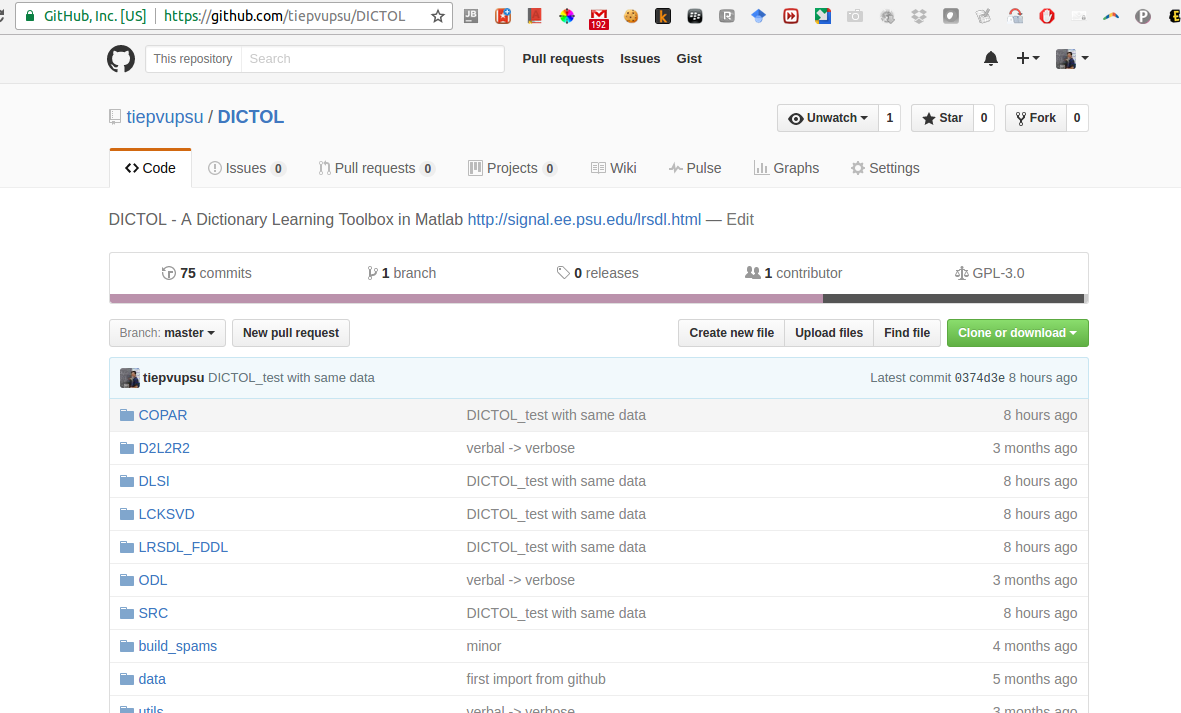 GitHub, Inc. [US] https://github.com/tiepvupsu/DICTOL
JB 192 k R P
This repository Search Pull requests Issues Gist
tiepvupsu / DICTOL Unwatch 1 Star 0 Fork 0
Code Issues 0 Pull requests 0 Projects 0 Wiki Pulse Graphs Settings
DICTOL - A Dictionary Learning Toolbox in Matlab http://signal.ee.psu.edu/lrsdl.html — Edit
75 commits 1 branch 0 releases 1 contributor GPL-3.0
Branch: master New pull request Create new file Upload files Find file Clone or download
tiepvupsu DICTOL_test with same data Latest commit 0374d3e 8 hours ago
COPAR DICTOL_test with same data 8 hours ago
D2L2R2 verbal -> verbose 3 months ago
DLSI DICTOL_test with same data 8 hours ago
LCKSVD DICTOL_test with same data 8 hours ago
LRSDL_FDDL DICTOL_test with same data 8 hours ago
ODL verbal -> verbose 3 months ago
SRC DICTOL_test with same data 8 hours ago
build_spams minor 4 months ago
data first import from github 5 months ago
utils verbal -> verbose 3 months ago